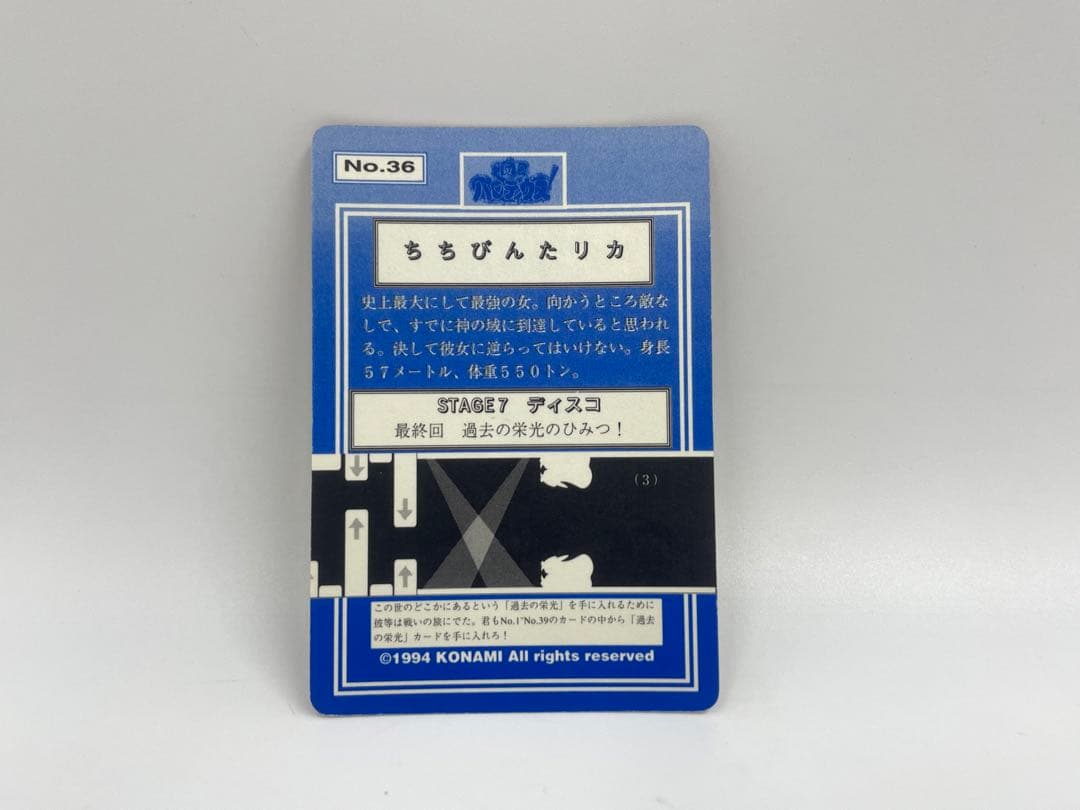 No.36
極上パロディウス!
ちちびんたリカ
史上最大にして最強の女。向かうところ敵な
しで、すでに神の域に到達していると思われ
る。決して彼女に逆らってはいけない。身長
57メートル、体重550トン。
STAGE7 ディスコ
最終回 過去の栄光のひみつ!
(3)
この世のどこかにあるという「過去の栄光」を手に入れるために
彼等は戦いの旅にでた。君もNo.1~No.39のカードの中から「過去
の栄光」カードを手に入れろ!
©1994 KONAMI All rights reserved